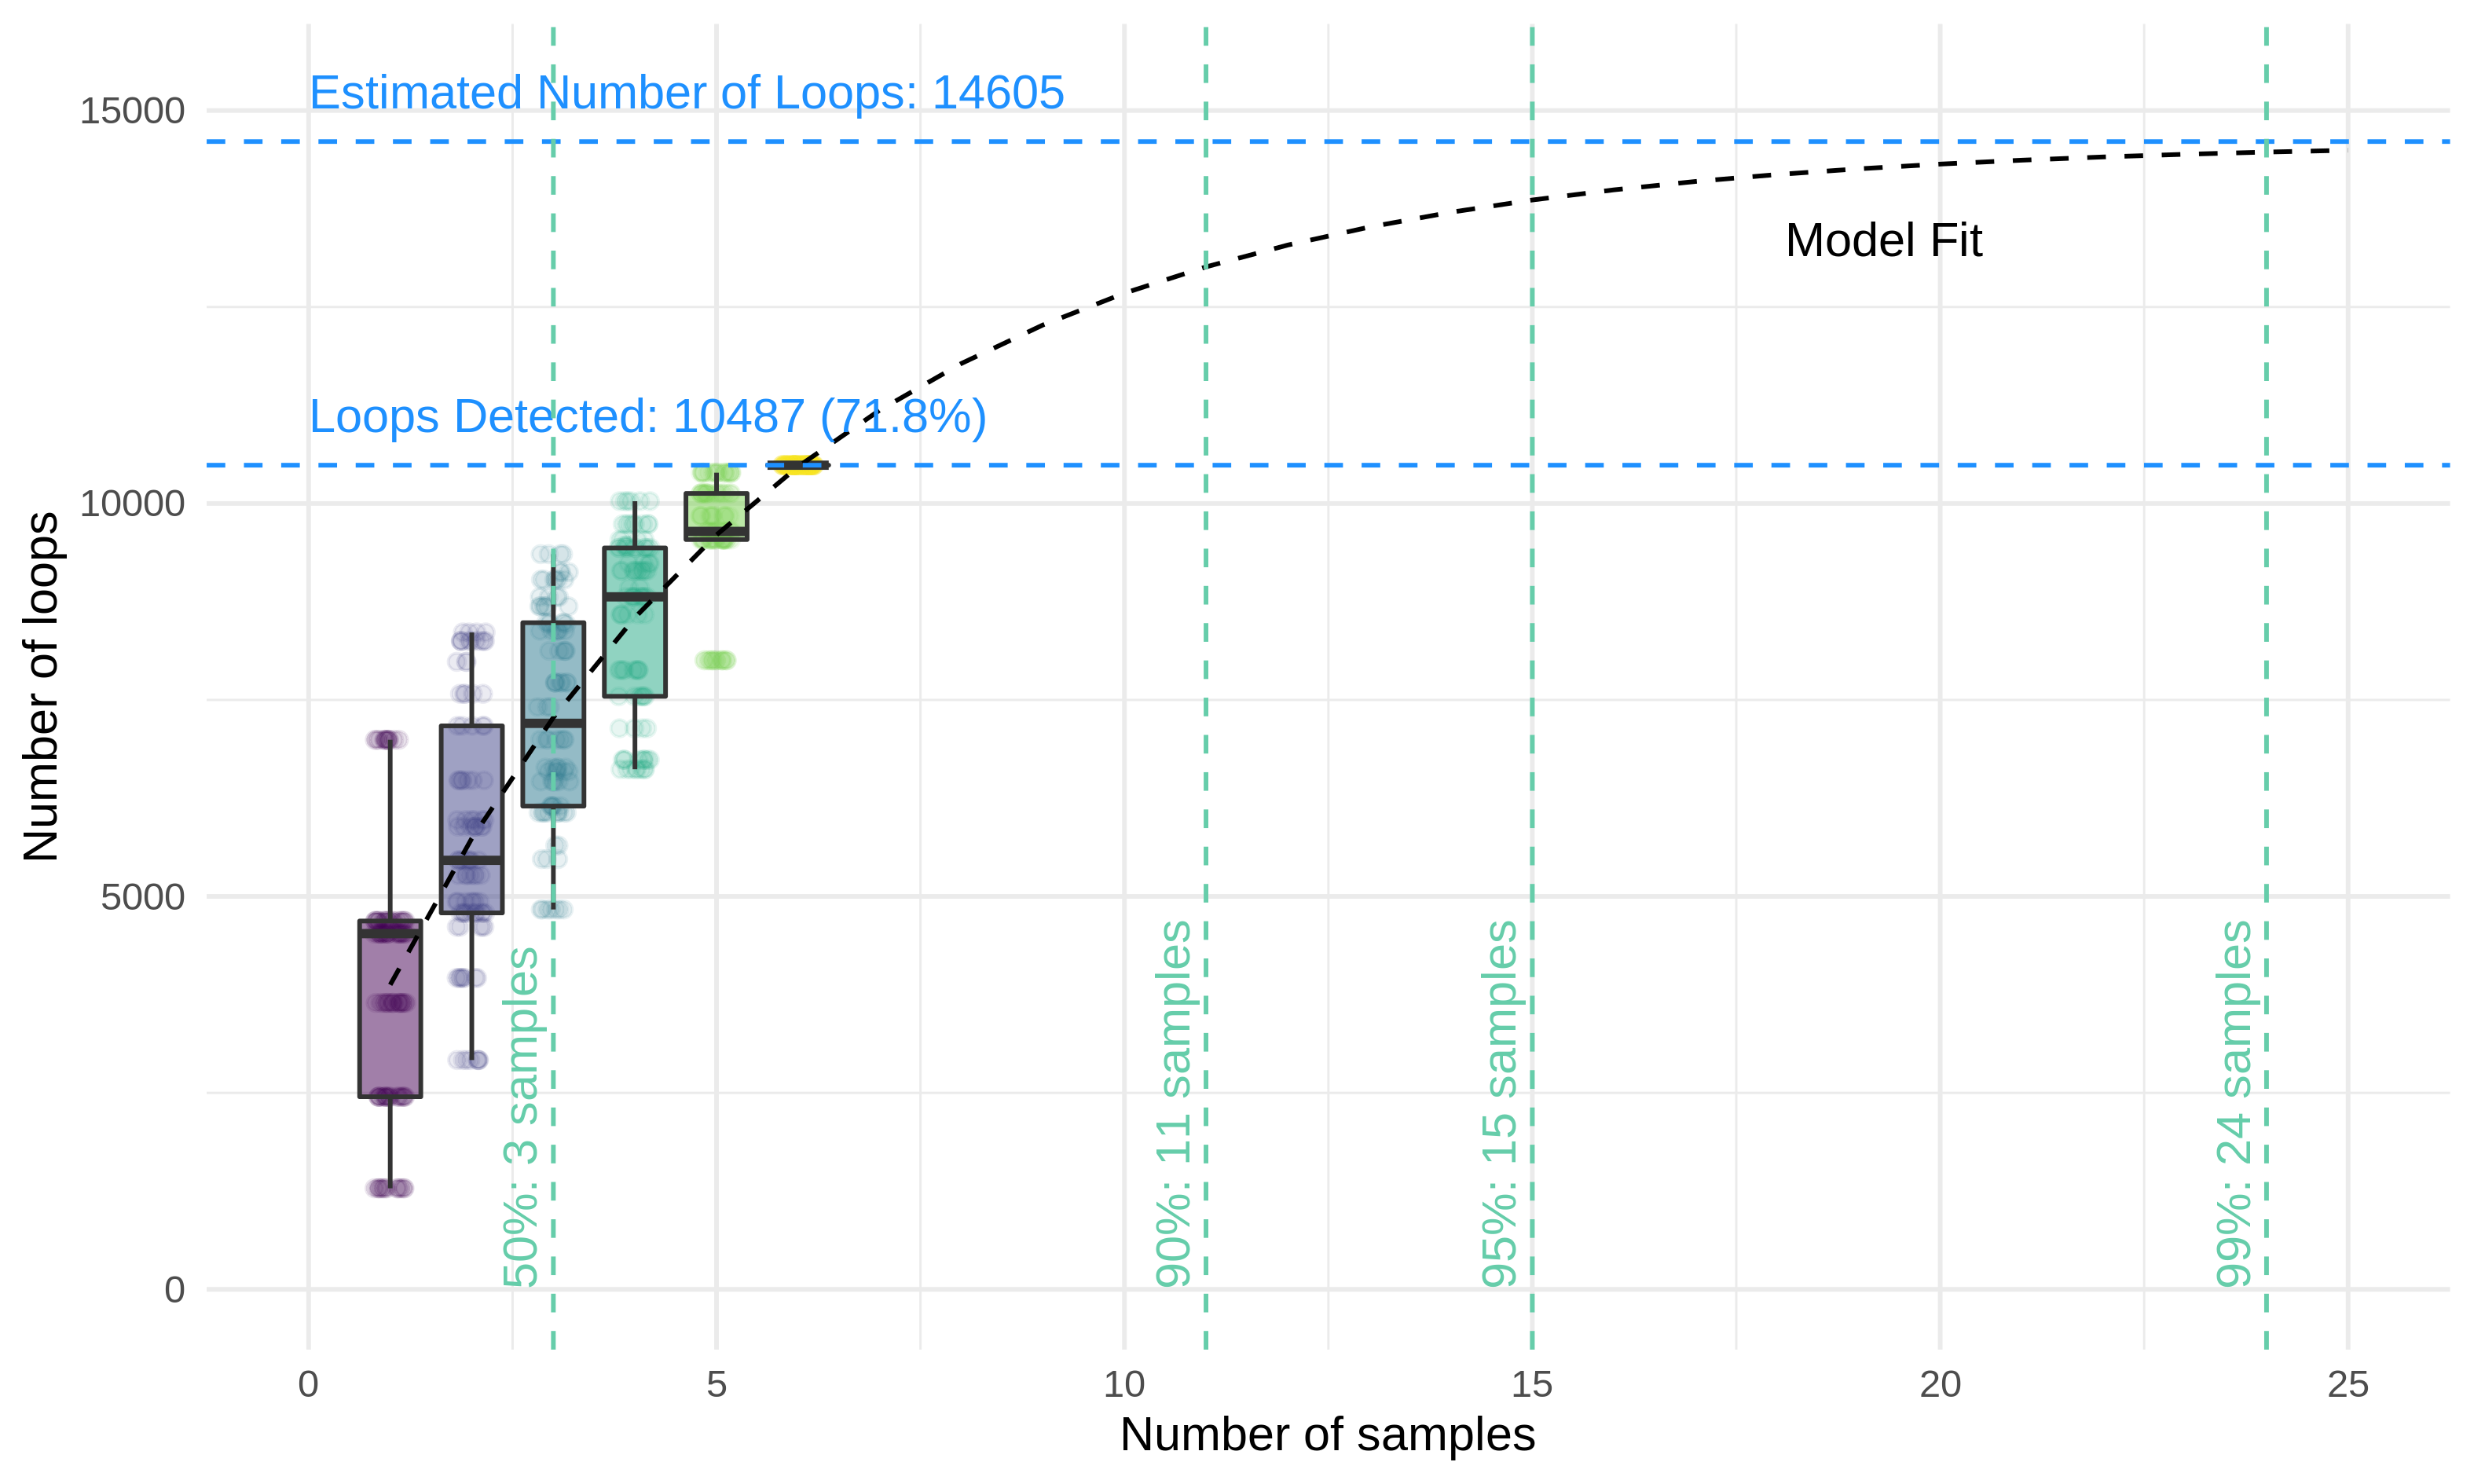 Estimated Number of Loops: 14605
15000
Model Fit
Loops Detected: 10487 (71.8%)
10000
Number of loops
5000
50%: 3 samples
90%: 11 samples
95%: 15 samples
99%: 24 samples
0
0 5 10 15 20 25
Number of samples